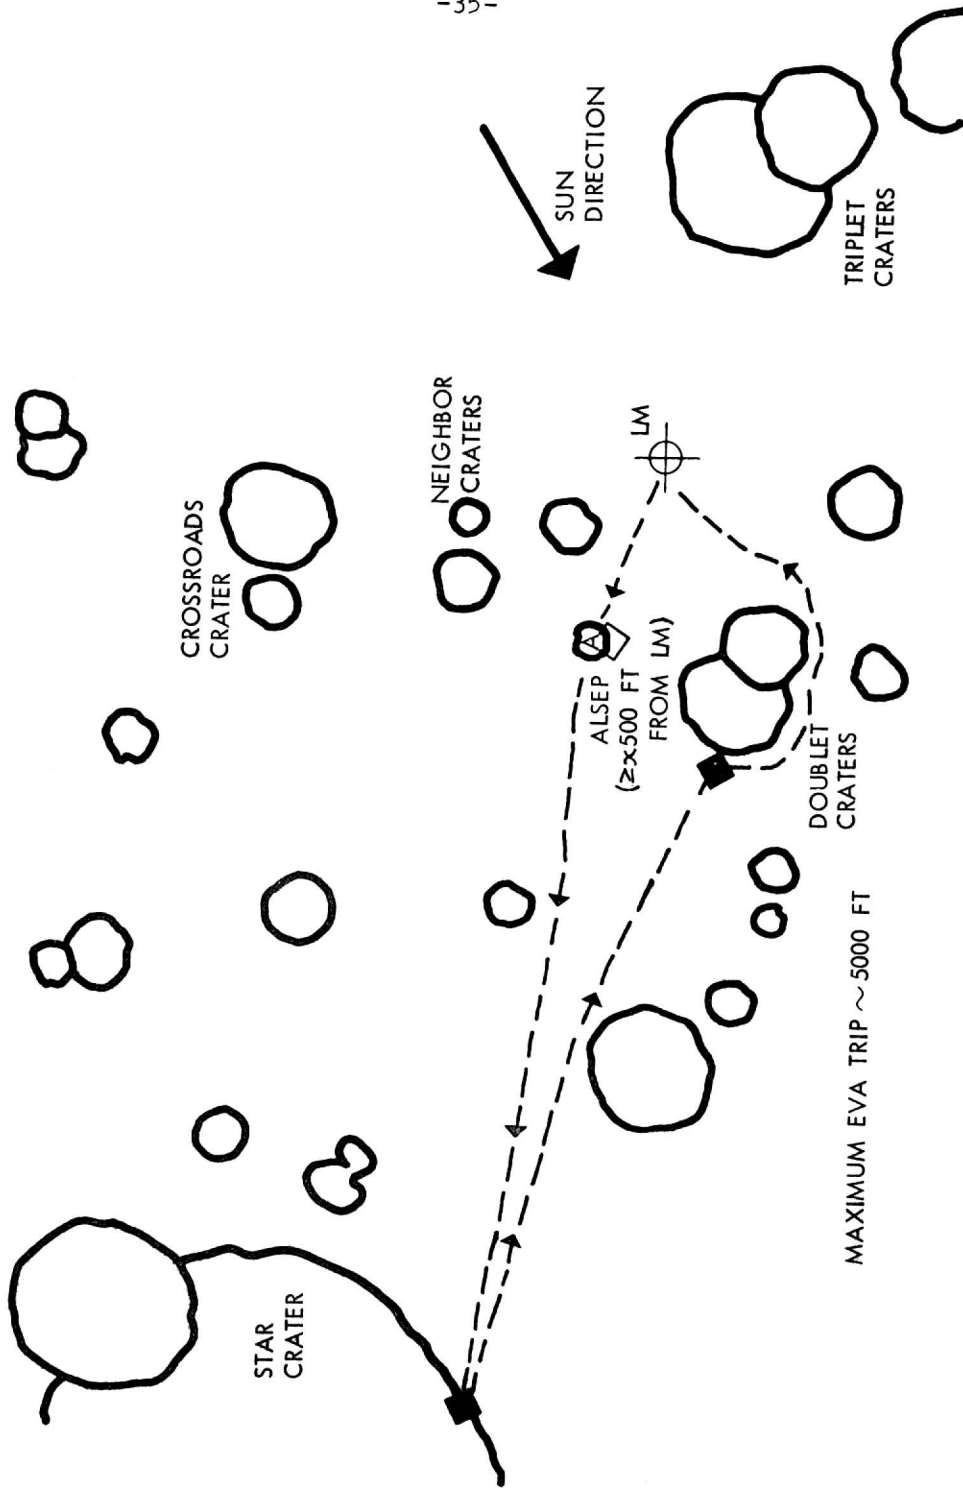 -35-
SUN
DIRECTION
TRIPLET
CRATERS
NEIGHBOR
CRATERS
LM
CROSSROADS
CRATER
A
ALSEP
(≥×500 FT
FROM LM)
DOUBLET
CRATERS
MAXIMUM EVA TRIP ~ 5000 FT
STAR
CRATER